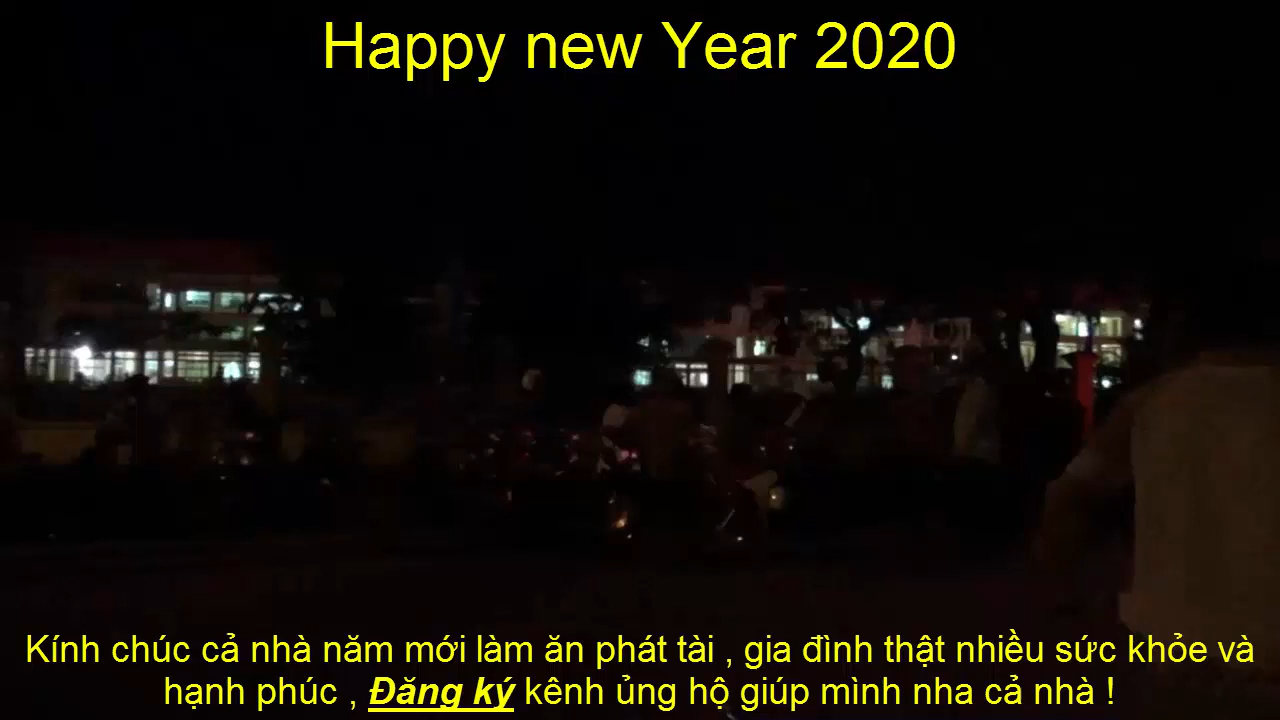 Happy new Year 2020
Kính chúc cả nhà năm mới làm ăn phát tài , gia đình thật nhiều sức khỏe và
hạnh phúc , Đăng ký kênh ủng hộ giúp mình nha cả nhà !